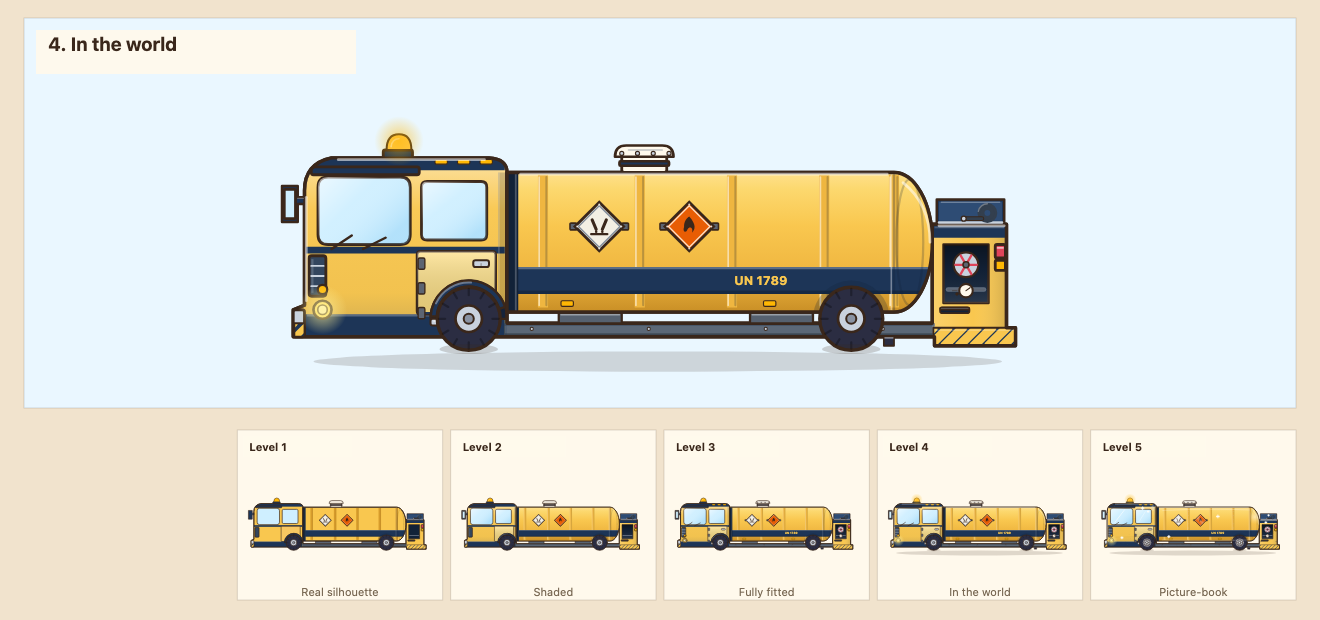 4. In the world
UN 1789
Level 1
Level 2
Level 3
Level 4
Level 5
Real silhouette
Shaded
Fully fitted
In the world
Picture-book